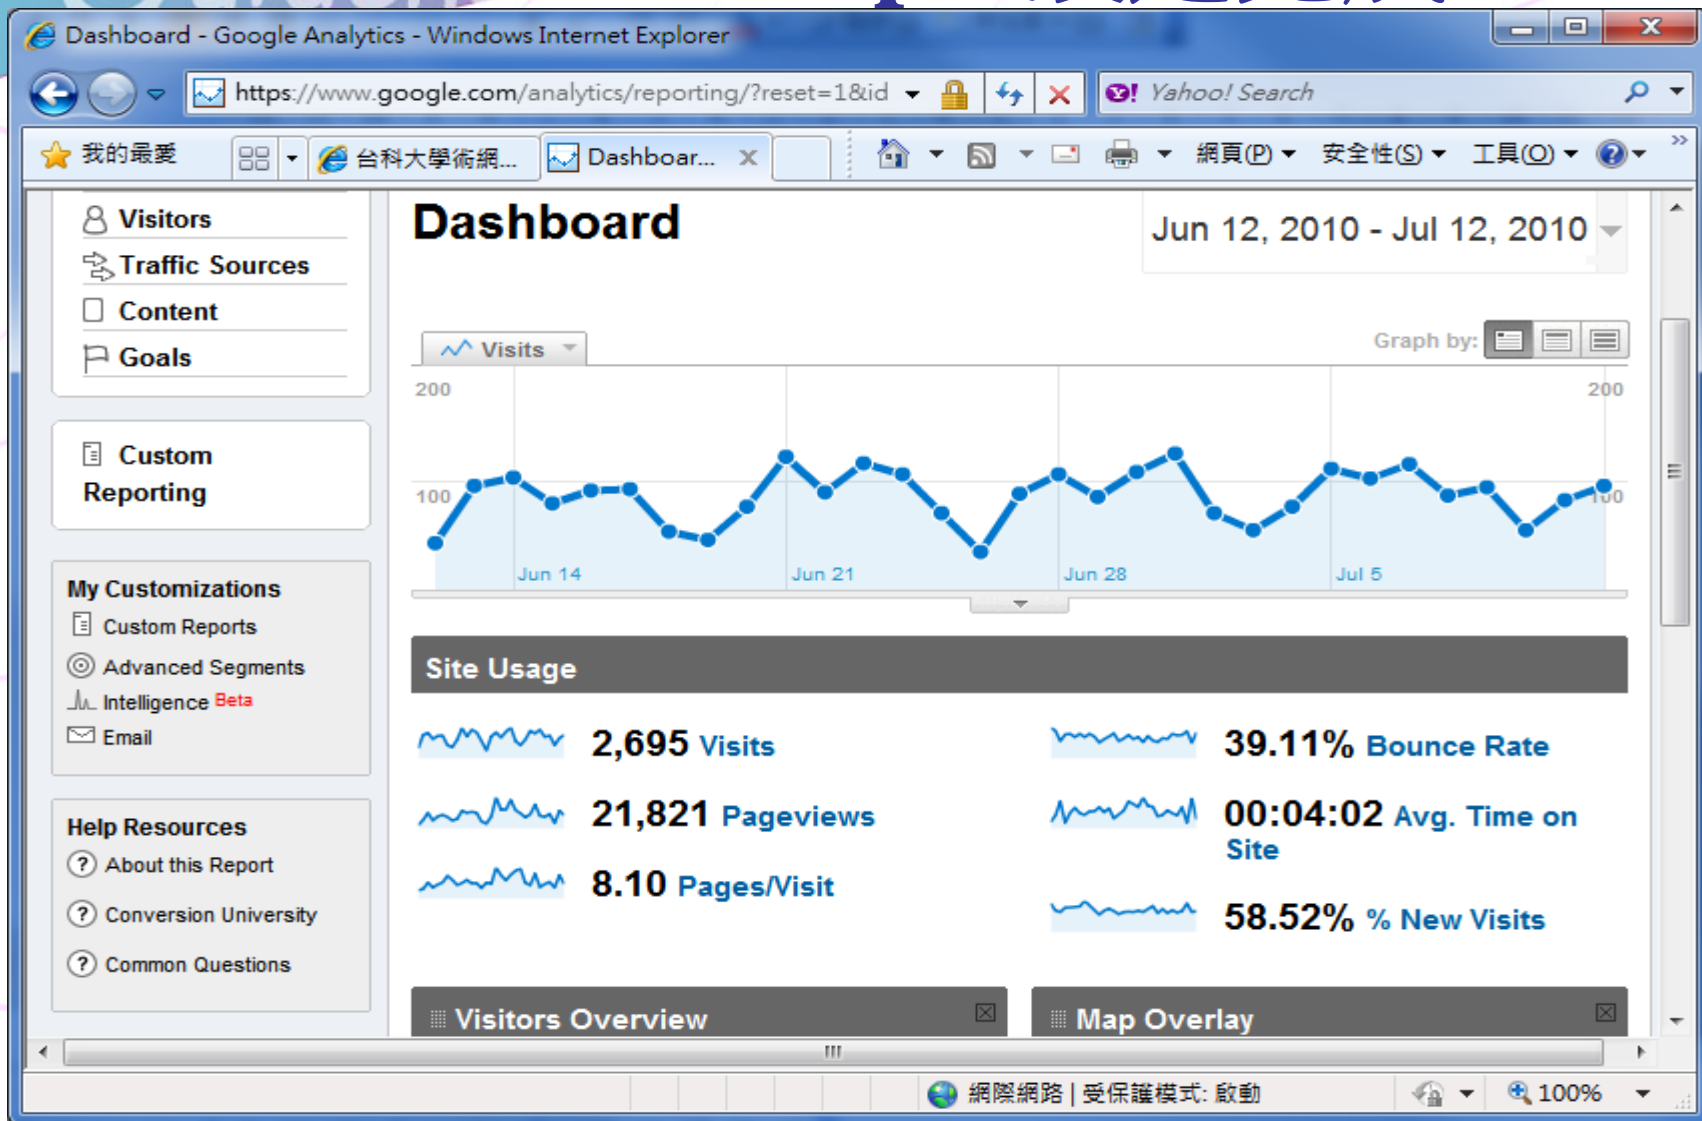 Dashboard - Google Analytics - Windows Internet Explorer
https://www.google.com/analytics/reporting/?reset=1&id
Yahoo! Search
我的最愛
台科大學術網...
Dashboar...
網頁(P)
安全性(S)
工具(O)
Visitors
Traffic Sources
Content
Goals
Custom
Reporting
My Customizations
Custom Reports
Advanced Segments
Intelligence Beta
Email
Help Resources
About this Report
Conversion University
Common Questions
Dashboard
Jun 12, 2010 - Jul 12, 2010
Visits
Graph by:
200
200
100
100
Jun 14
Jun 21
Jun 28
Jul 5
Site Usage
2,695 Visits
21,821 Pageviews
8.10 Pages/Visit
39.11% Bounce Rate
00:04:02 Avg. Time on
Site
58.52% % New Visits
Visitors Overview
Map Overlay
網際網路 | 受保護模式: 啟動
100%